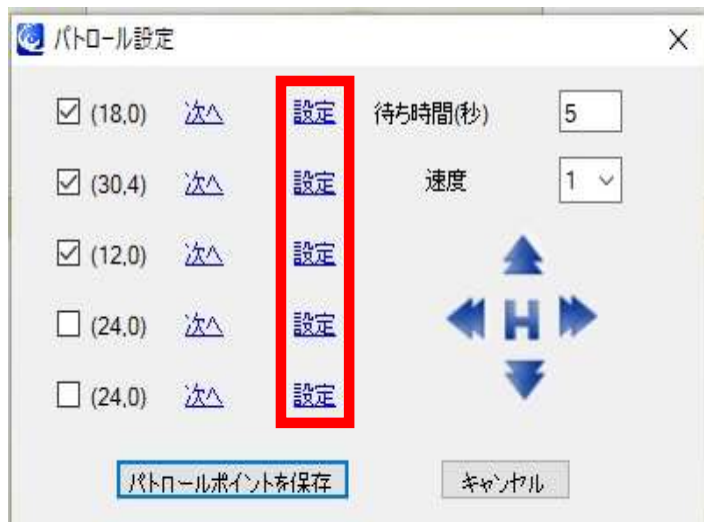 パトロール設定
(18,0) 次へ 設定 待ち時間(秒) 5
(30,4) 次へ 設定 速度 1
(12,0) 次へ 設定
(24,0) 次へ 設定 H
(24,0) 次へ 設定
パトロールポイントを保存 キャンセル